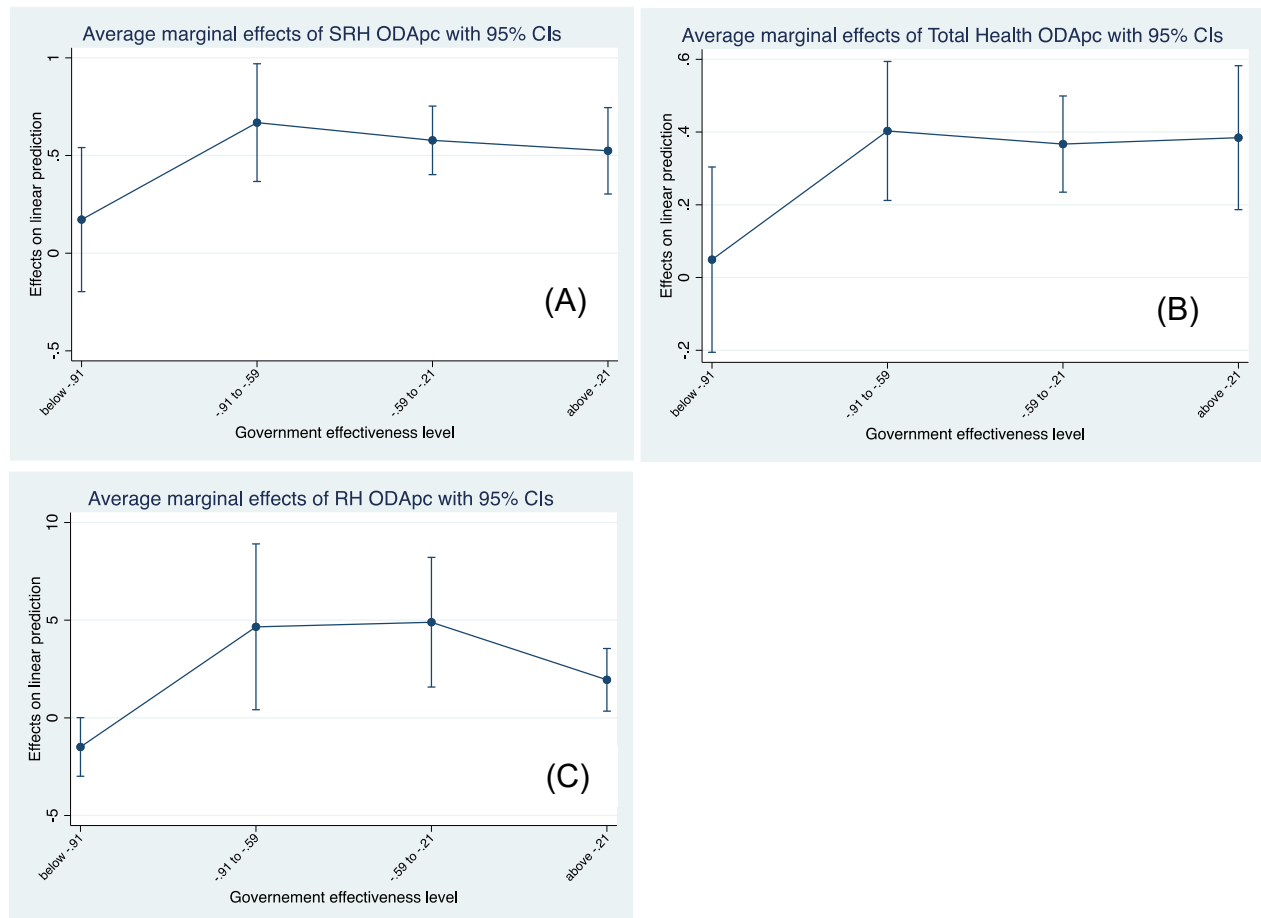 Average marginal effects of SRH ODApc with 95% CIs
Effects on linear prediction
1
.5
0
-.5
(A)
below -.91
-.91 to -.59
-.59 to -.21
above -.21
Government effectiveness level
Average marginal effects of Total Health ODApc with 95% CIs
Effects on linear prediction
.6
.4
.2
0
-.2
(B)
below -.91
-.91 to -.59
-.59 to -.21
above -.21
Government effectiveness level
Average marginal effects of RH ODApc with 95% CIs
Effects on linear prediction
10
5
0
-5
(C)
below -.91
-.91 to -.59
-.59 to -.21
above -.21
Governement effectiveness level